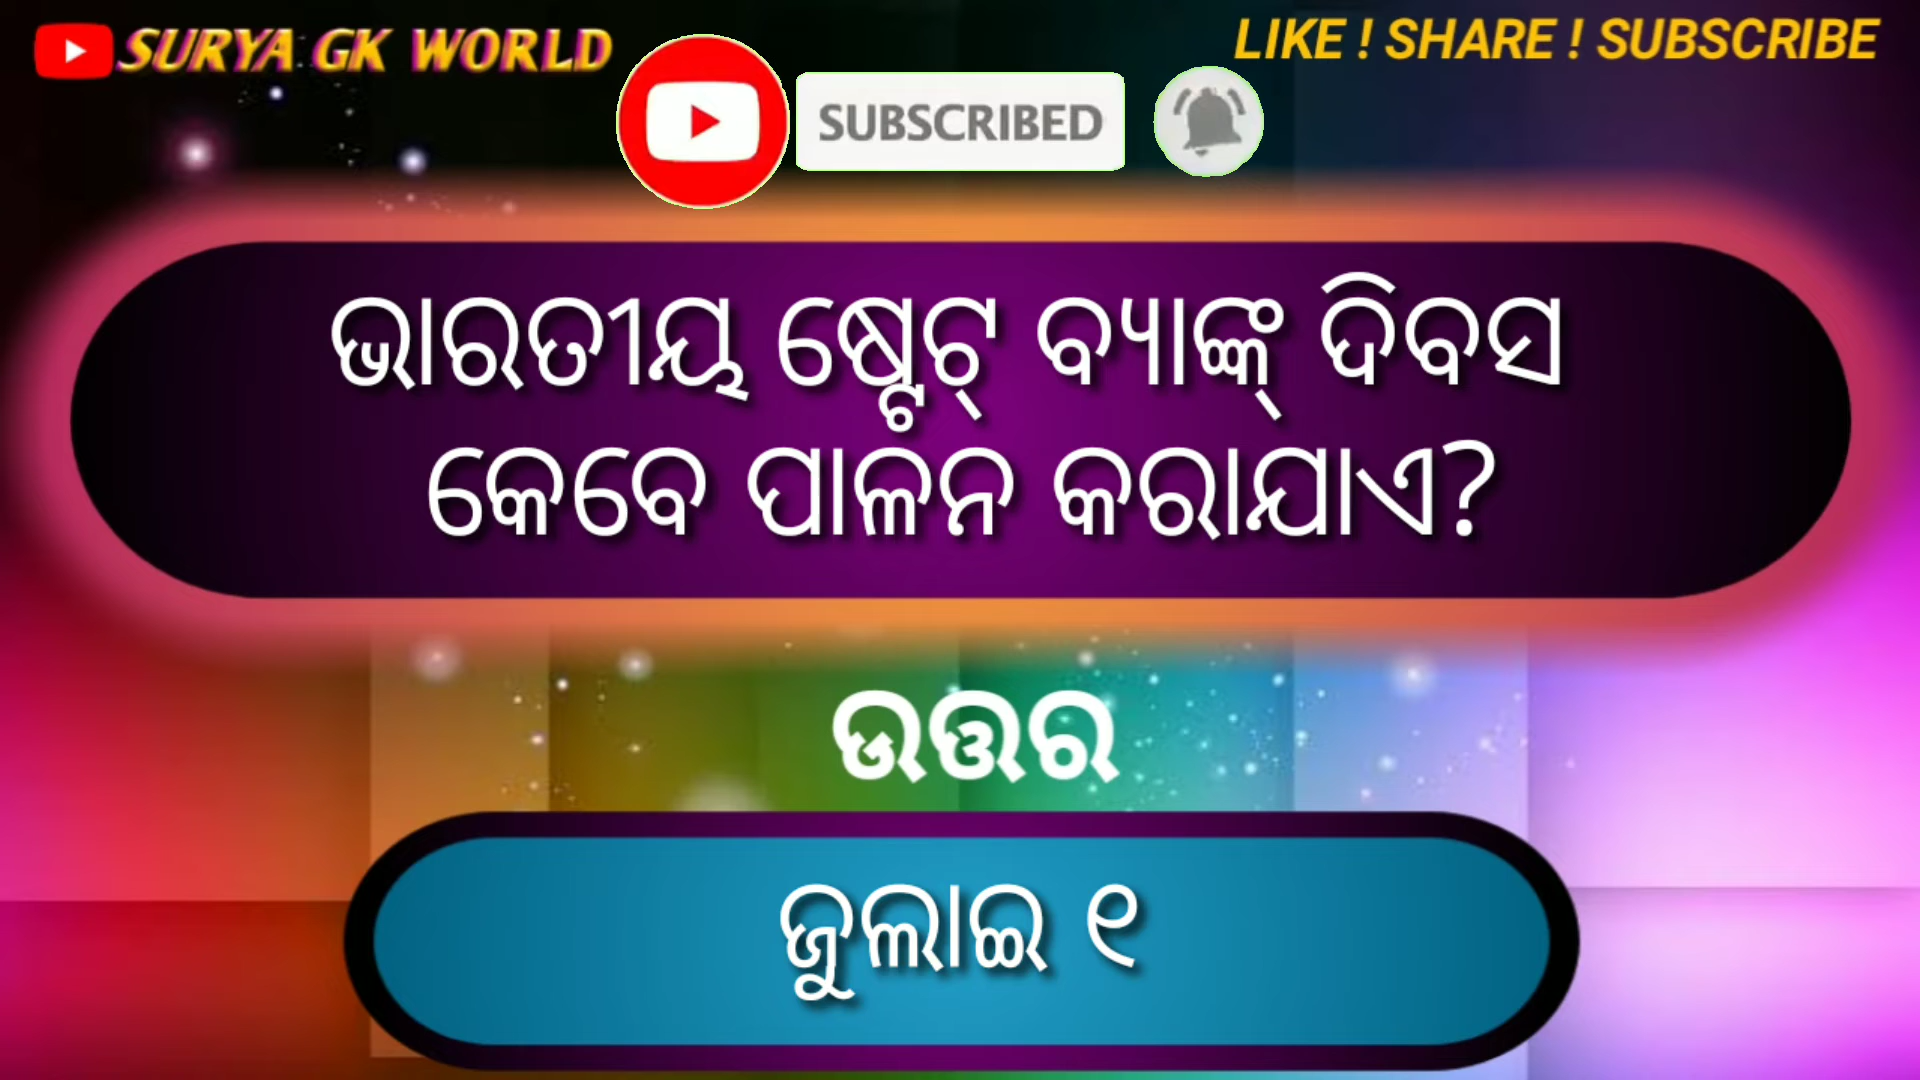 SURYA GK WORLD
LIKE ! SHARE ! SUBSCRIBE
SUBSCRIBED
ଭାରତୀୟ ଷ୍ଟେଟ୍ ବ୍ୟାଙ୍କ୍ ଦିବସ
କେବେ ପାଳନ କରାଯାଏ?
ଉତ୍ତର
ଜୁଲାଇ ୧